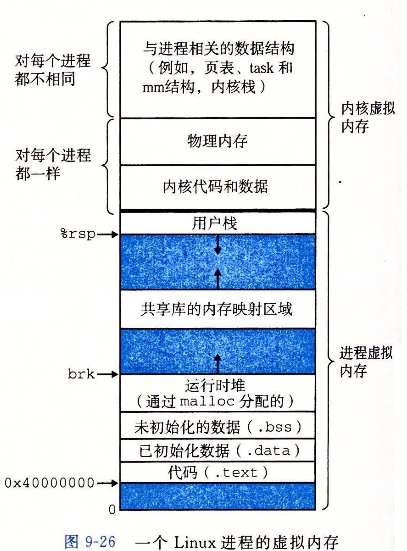 对每个进程
都不相同
与进程相关的数据结构
（例如，页表、task 和
mm结构，内核栈）
内核虚拟
内存
对每个进程
都一样
物理内存
内核代码和数据
用户栈
%rsp
共享库的内存映射区域
进程虚拟
内存
brk
运行时堆
（通过malloc 分配的）
未初始化的数据（.bss）
已初始化数据（.data）
代码（.text）
0x40000000
0
图 9-26 一个 Linux 进程的虚拟内存